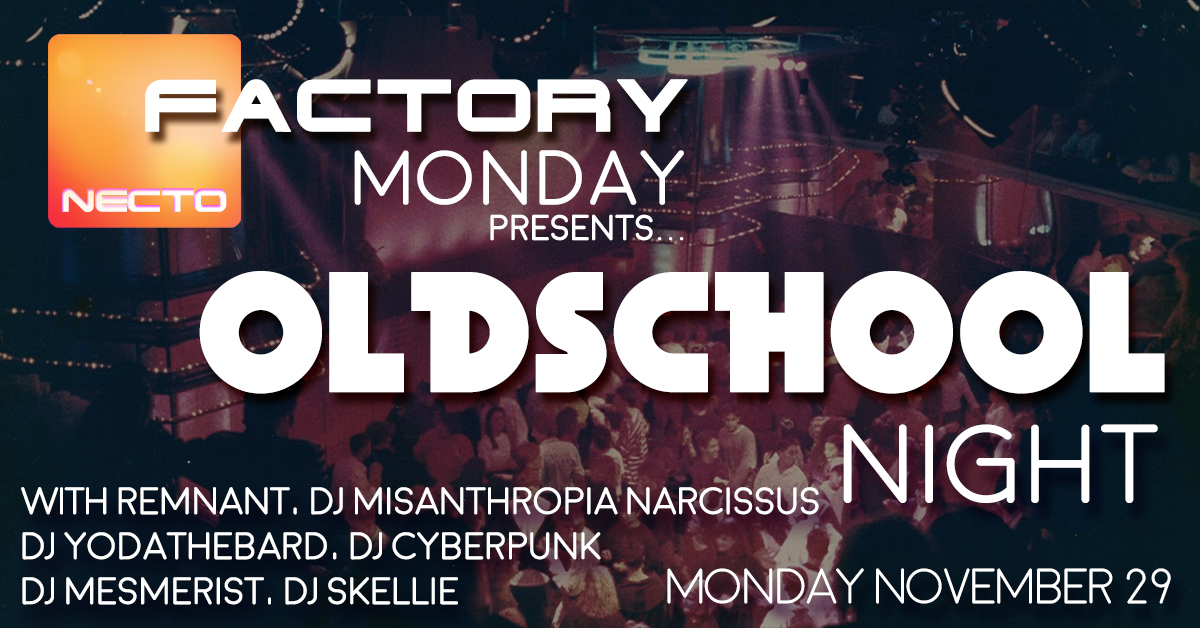 FACTORY
NECTO
MONDAY
PRESENTS...
OLDSCHOOL
NIGHT
WITH REMNANT, DJ MISANTHROPIA NARCISSUS
DJ YODATHEBARD, DJ CYBERPUNK
DJ MESMERIST, DJ SKELLIE
MONDAY NOVEMBER 29